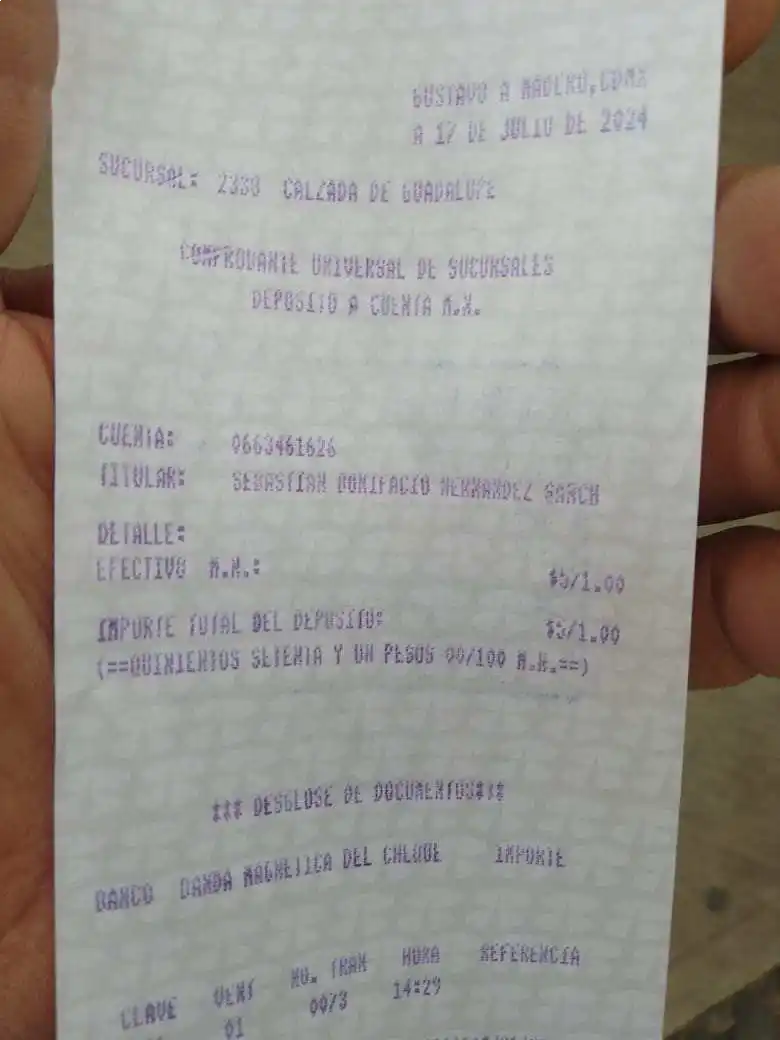 GUSTAVO A MADERO, CDMX
A 17 DE JULIO DE 2024
SUCURSAL: 2330 CALZADA DE GUADALUPE
COMPROBANTE UNIVERSAL DE SUCURSALES
DEPOSITO A CUENTA M.N.
CUENTA: 0663461626
TITULAR: SEBASTIAN BONIFACIO HERNANDEZ SANCH
DETALLE:
EFECTIVO M.N.: $571.00
IMPORTE TOTAL DEL DEPOSITO: $571.00
(==QUINIENTOS SETENTA Y UN PESOS 00/100 M.N.==)
*** DESGLOSE DE DOCUMENTOS***
BANCO BANDA MAGNETICA DEL CHEQUE IMPORTE
CLAVE VENT NO. TRAN HORA REFERENCIA
01 0073 14:29